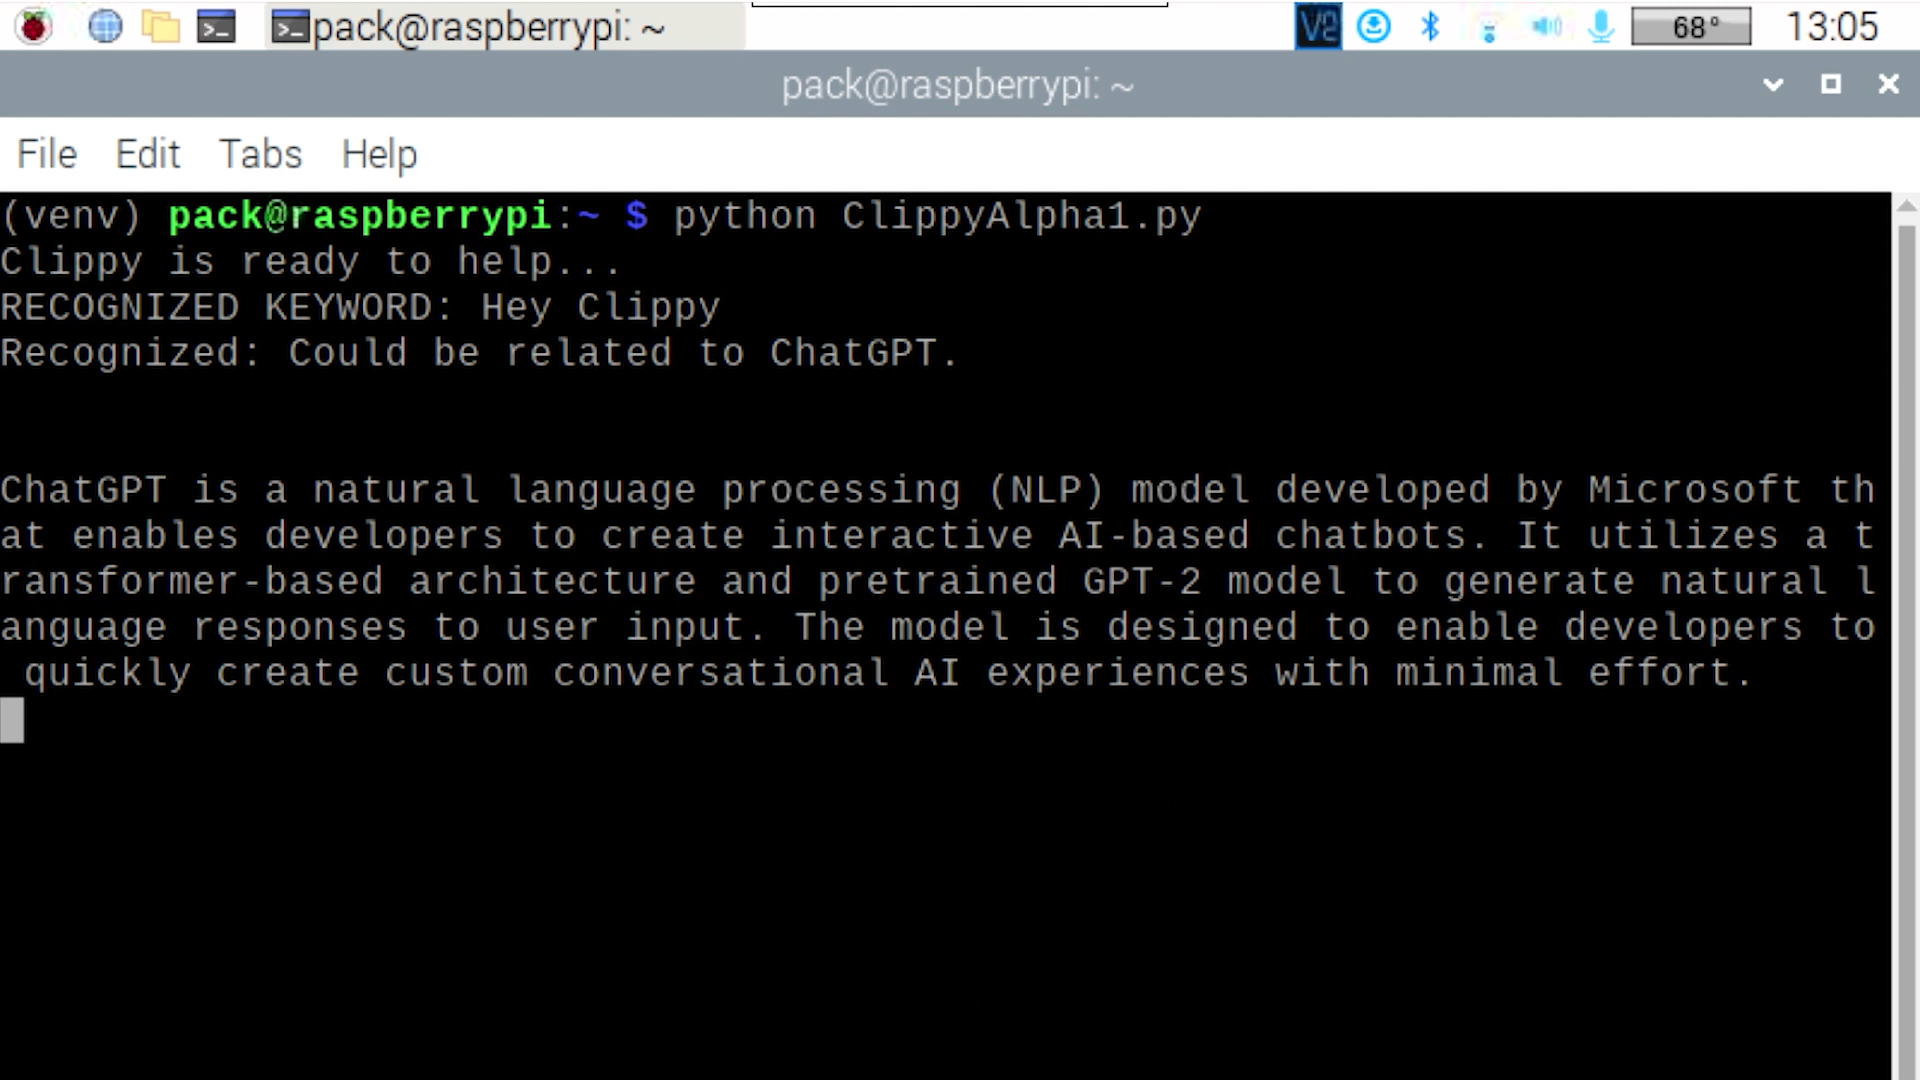 pack@raspberrypi: ~
V2
68°
13:05
pack@raspberrypi: ~
File Edit Tabs Help
(venv) pack@raspberrypi:~ $ python ClippyAlpha1.py
Clippy is ready to help...
RECOGNIZED KEYWORD: Hey Clippy
Recognized: Could be related to ChatGPT.
ChatGPT is a natural language processing (NLP) model developed by Microsoft th
at enables developers to create interactive AI-based chatbots. It utilizes a t
ransformer-based architecture and pretrained GPT-2 model to generate natural l
anguage responses to user input. The model is designed to enable developers to
 quickly create custom conversational AI experiences with minimal effort.